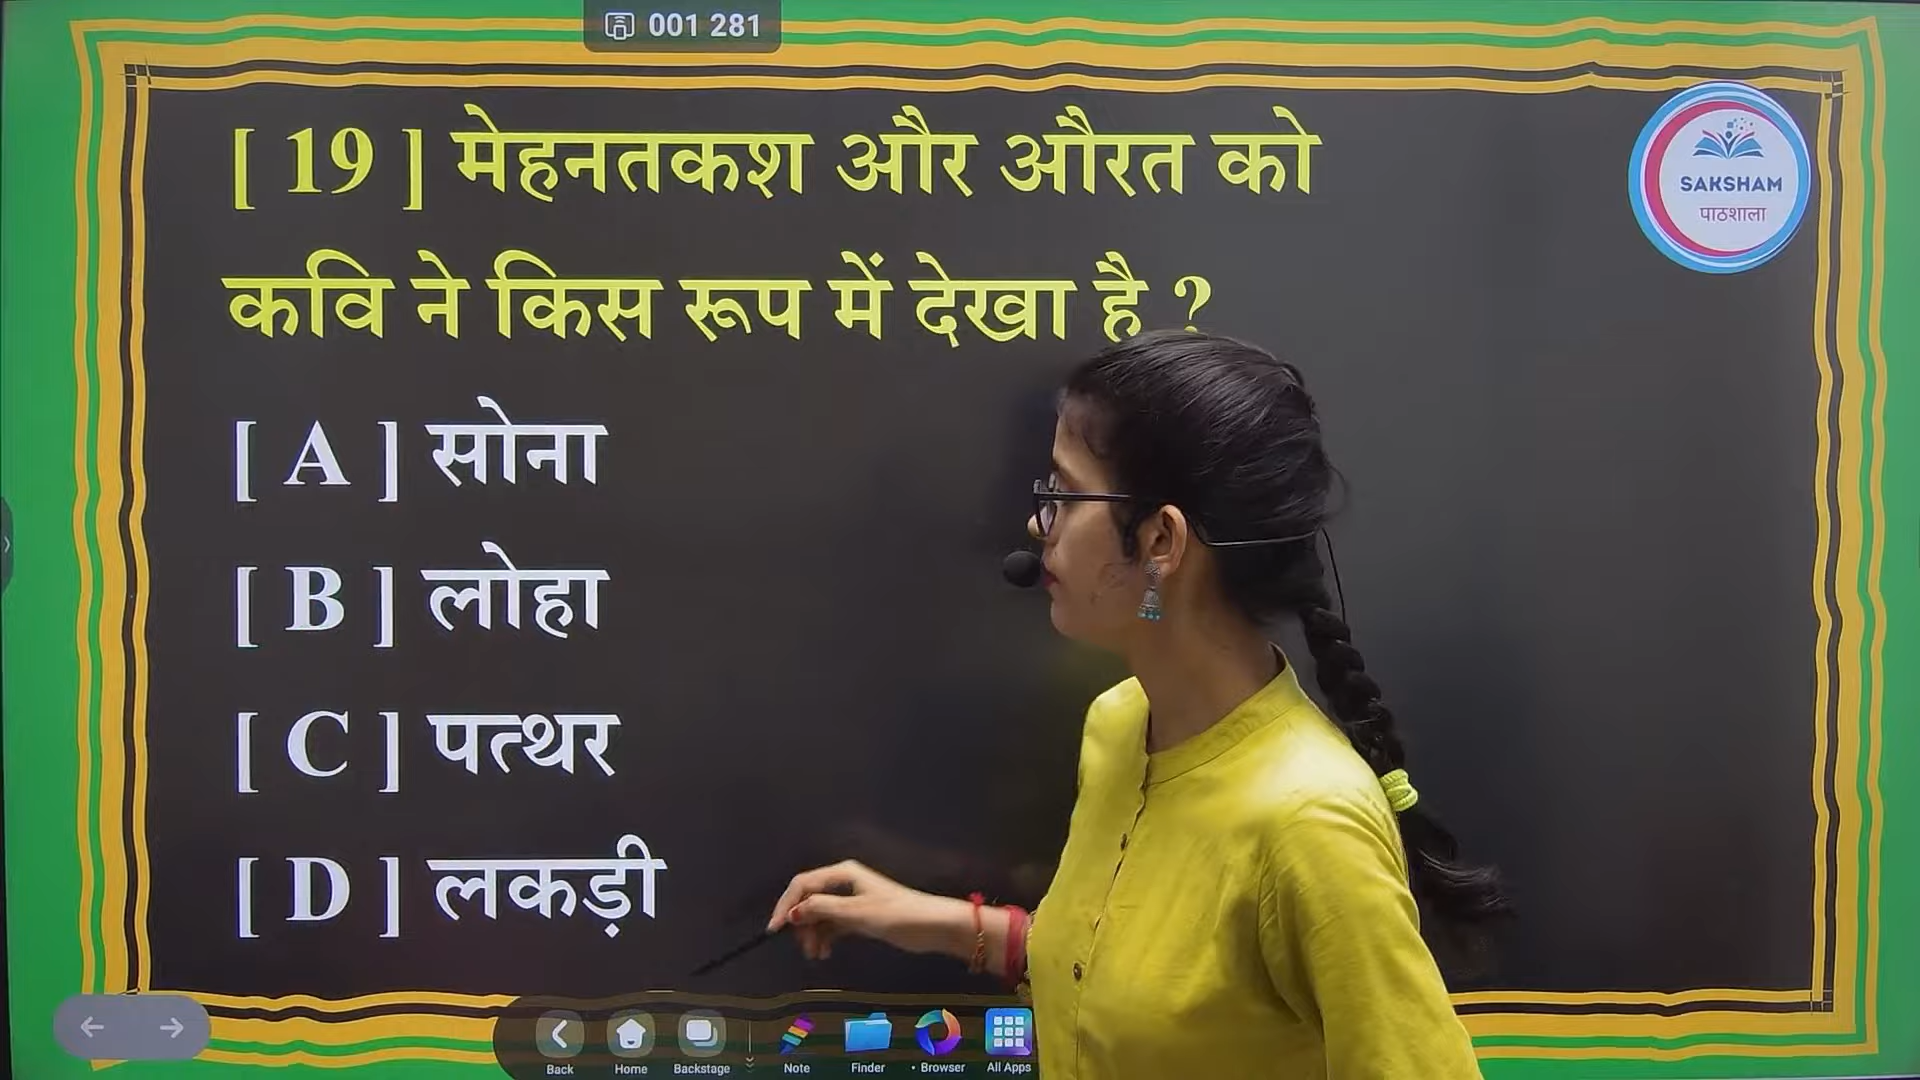 001 281
[ 19 ] मेहनतकश और औरत को
कवि ने किस रूप में देखा है ?
[ A ] सोना
[ B ] लोहा
[ C ] पत्थर
[ D ] लकड़ी
SAKSHAM
पाठशाला
Back Home Backstage Note Finder • Browser All Apps